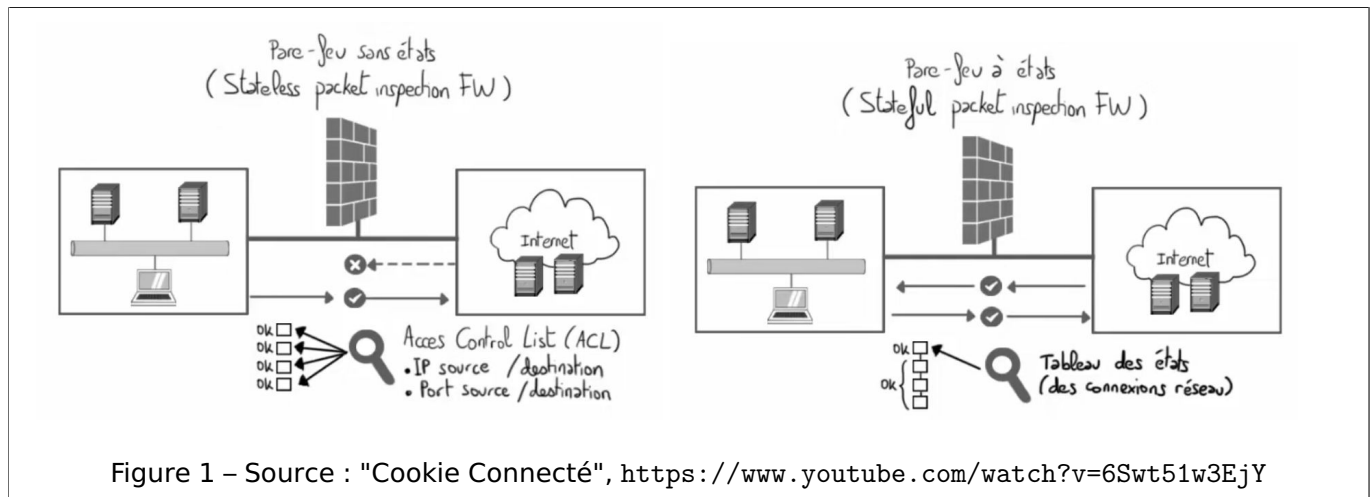 Pare-feu sans états
(Stateless packet inspection FW)
Internet
ok
ok
ok
ok
Acces Control List (ACL)
• IP source / destination
• Port source / destination
Pare-feu à états
(Stateful packet inspection FW)
Internet
ok
ok
Tableau des états
(des connexions réseau)
Figure 1 – Source : "Cookie Connecté", https://www.youtube.com/watch?v=6Swt51w3EjY